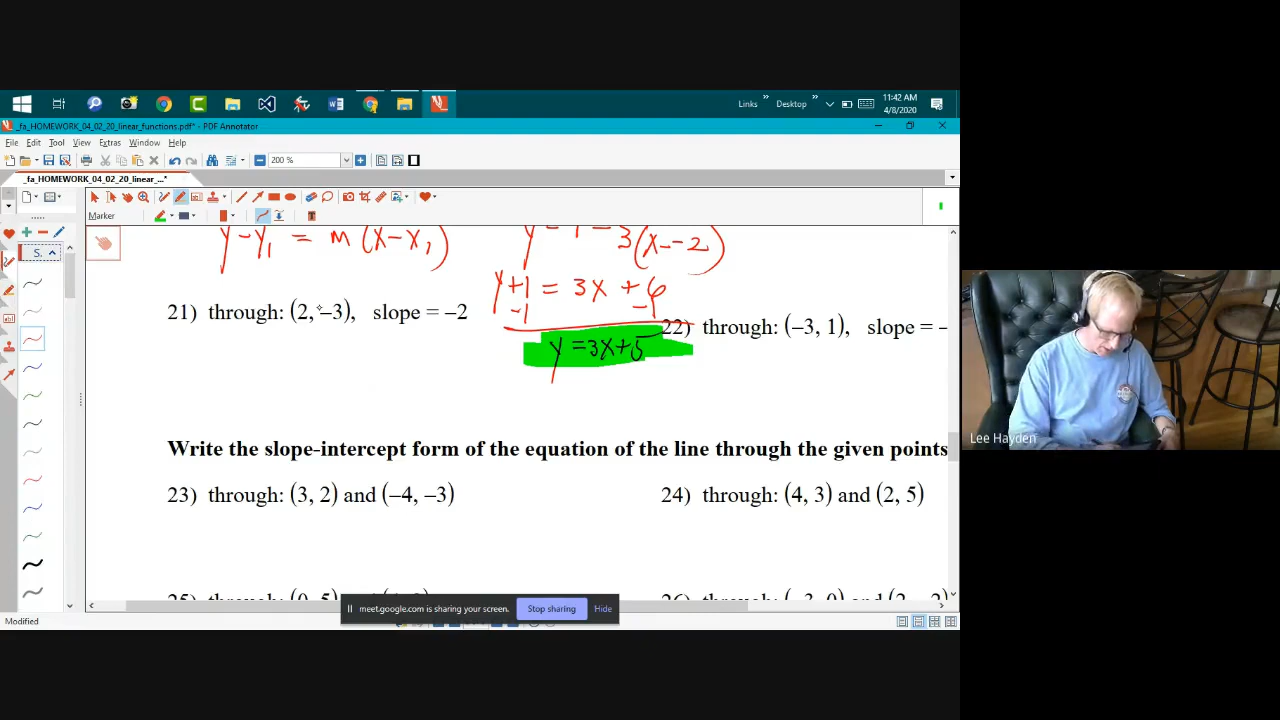 11:42 AM
Links » Desktop » 4/8/2020
_fa_HOMEWORK_04_02_20_linear_functions.pdf* - PDF Annotator
File Edit Tool View Extras Window Help
200 %
_fa_HOMEWORK_04_02_20_linear_...*
Marker
S.
y-y₁ = m(x-x₁)
3(x--2)
y+1 = 3x+6
-1 -1
y=3x+5
21) through: (2, –3), slope = –2
22) through: (–3, 1), slope = –
Write the slope-intercept form of the equation of the line through the given points
23) through: (3, 2) and (–4, –3)
24) through: (4, 3) and (2, 5)
meet.google.com is sharing your screen. Stop sharing Hide
Modified
Lee Hayden